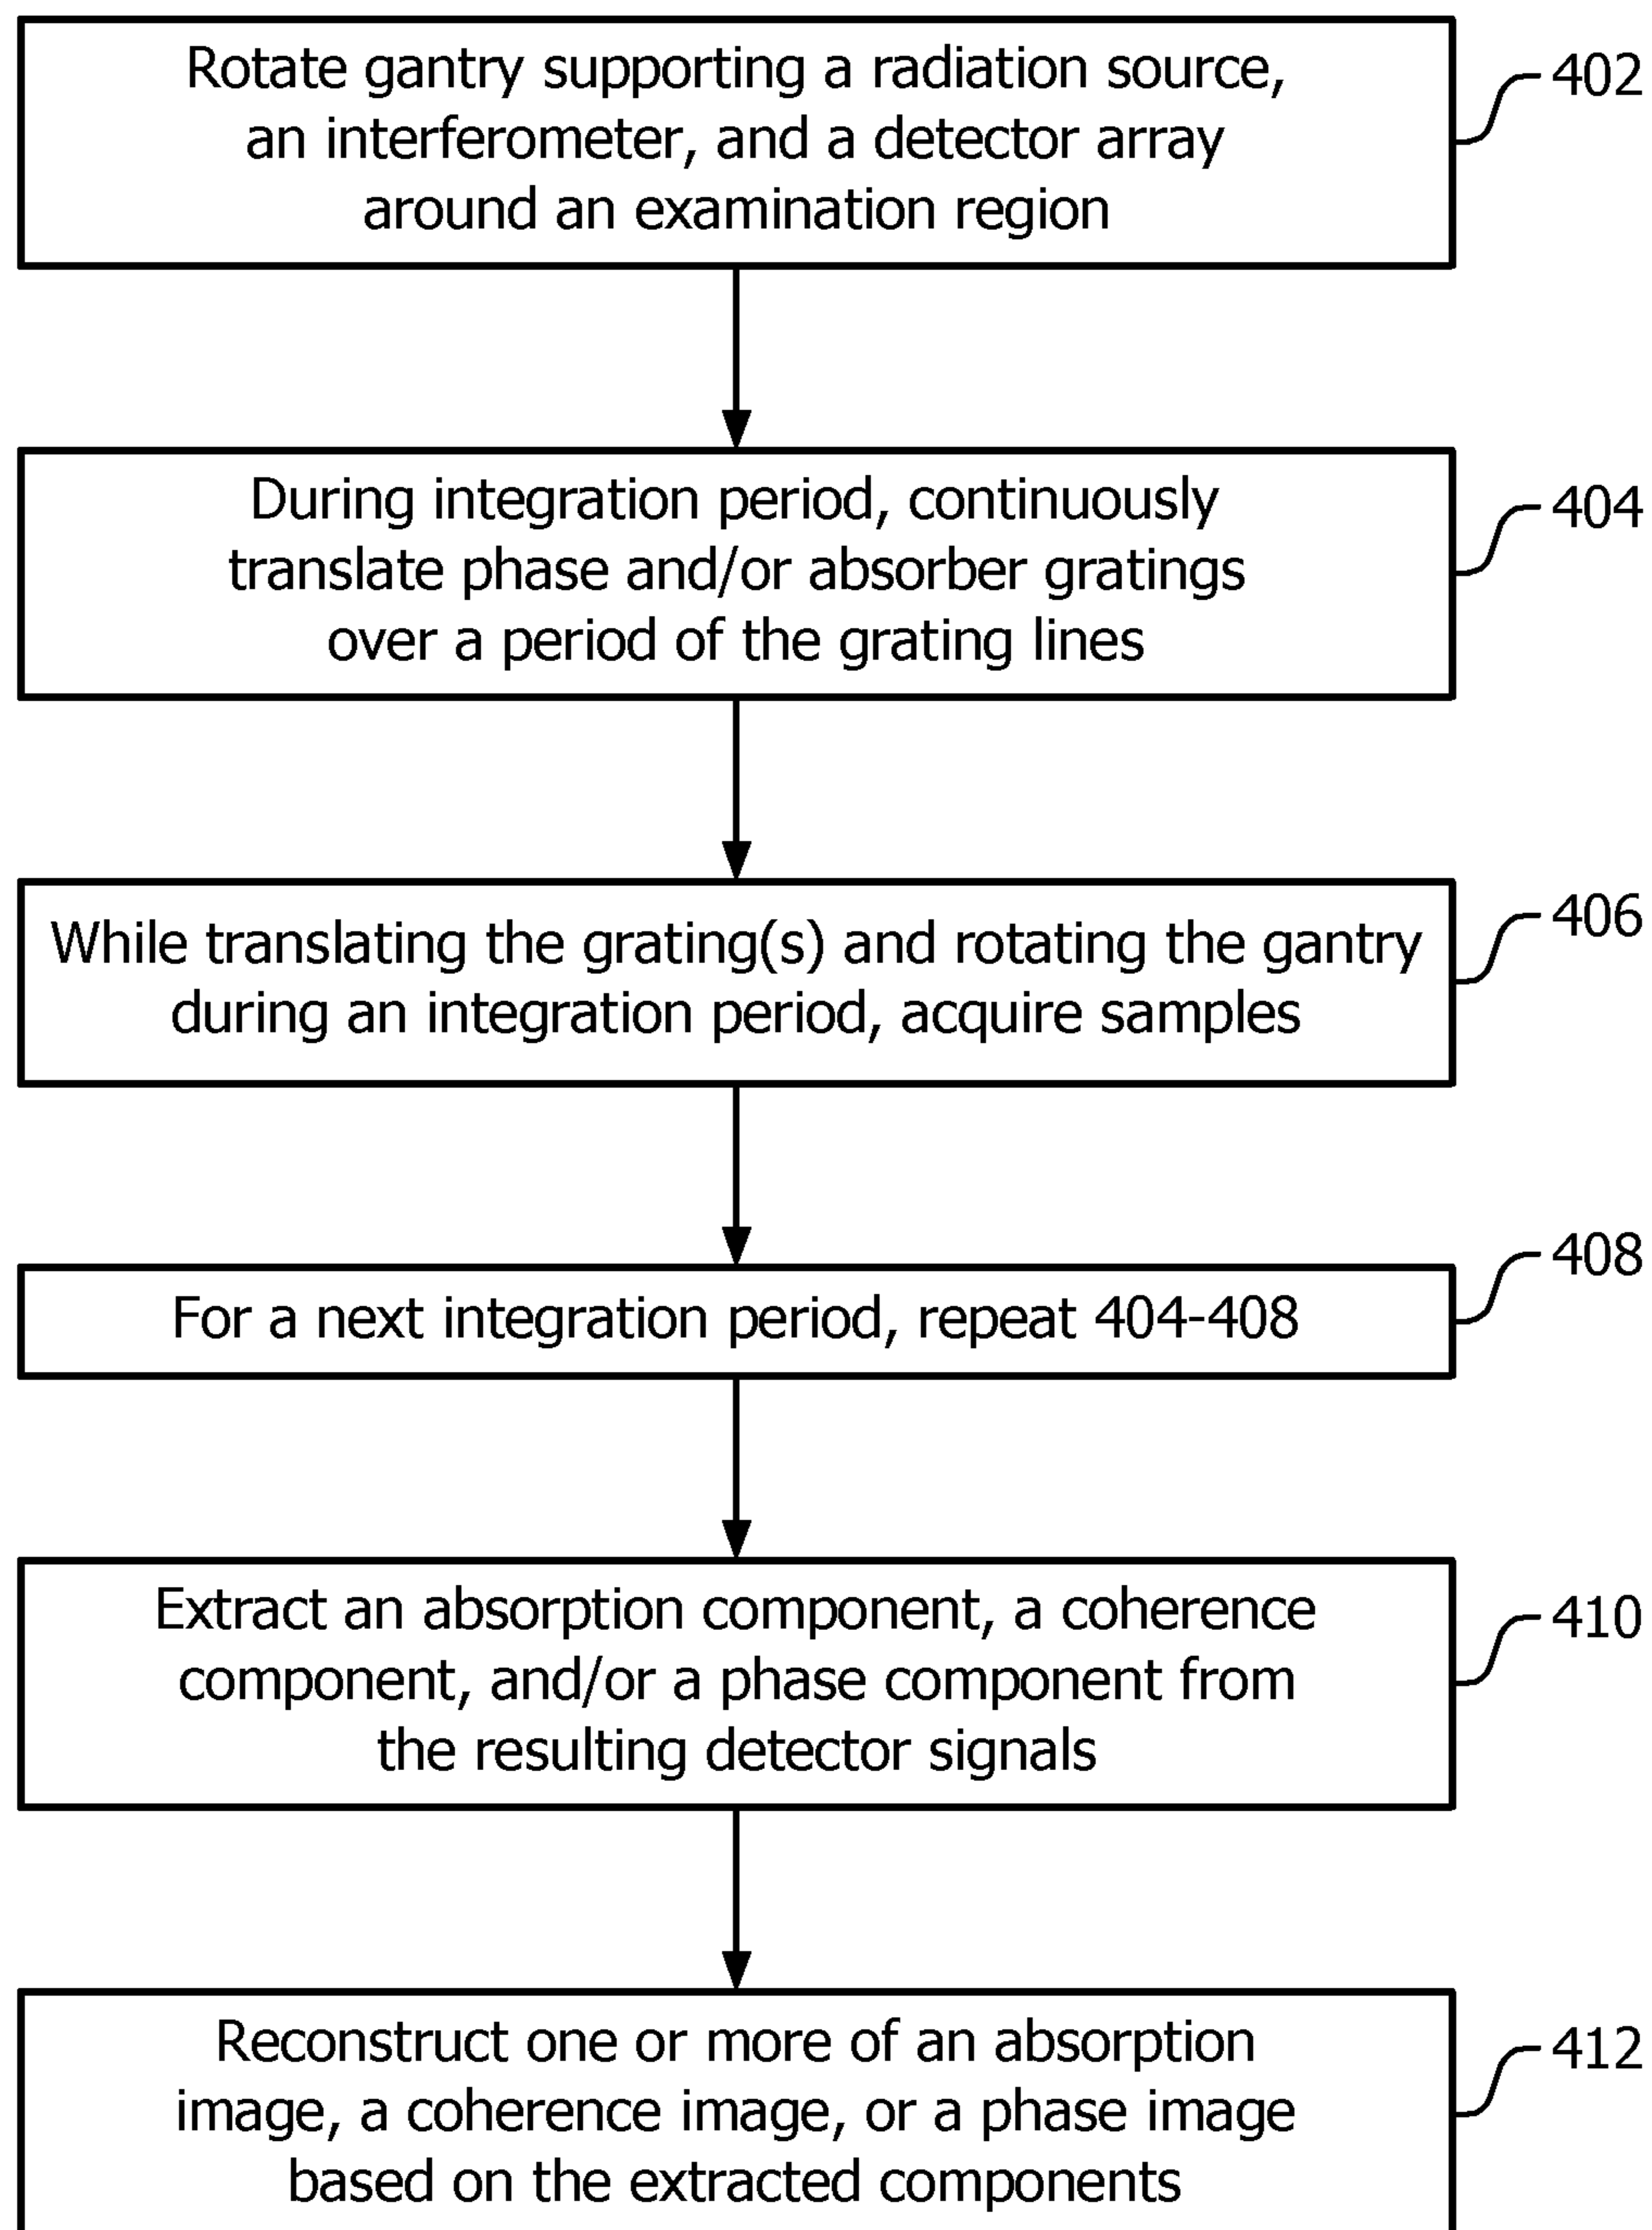 Rotate gantry supporting a radiation source,
an interferometer, and a detector array
around an examination region
402
During integration period, continuously
translate phase and/or absorber gratings
over a period of the grating lines
404
While translating the grating(s) and rotating the gantry
during an integration period, acquire samples
406
For a next integration period, repeat 404-408
408
Extract an absorption component, a coherence
component, and/or a phase component from
the resulting detector signals
410
Reconstruct one or more of an absorption
image, a coherence image, or a phase image
based on the extracted components
412